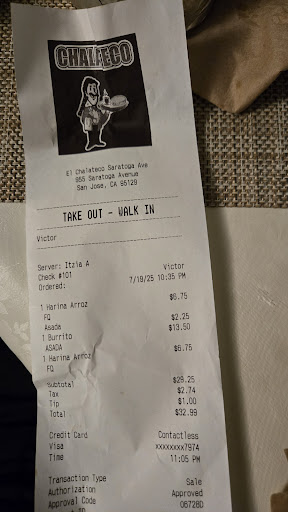 CHALATECO
El Chalateco Saratoga Ave
955 Saratoga Avenue
San Jose, CA 95129
TAKE OUT - WALK IN
Victor
Server: Itzia A Victor
Check #101 7/19/25 10:35 PM
Ordered:
1 Harina Arroz $6.75
FQ $2.25
Asada $13.50
1 Burrito
ASADA $6.75
1 Harina Arroz
FQ
Subtotal $29.25
Tax $2.74
Tip $1.00
Total $32.99
Credit Card Contactless
Visa xxxxxxxx7974
Time 11:05 PM
Transaction Type Sale
Authorization Approved
Approval Code 06728D